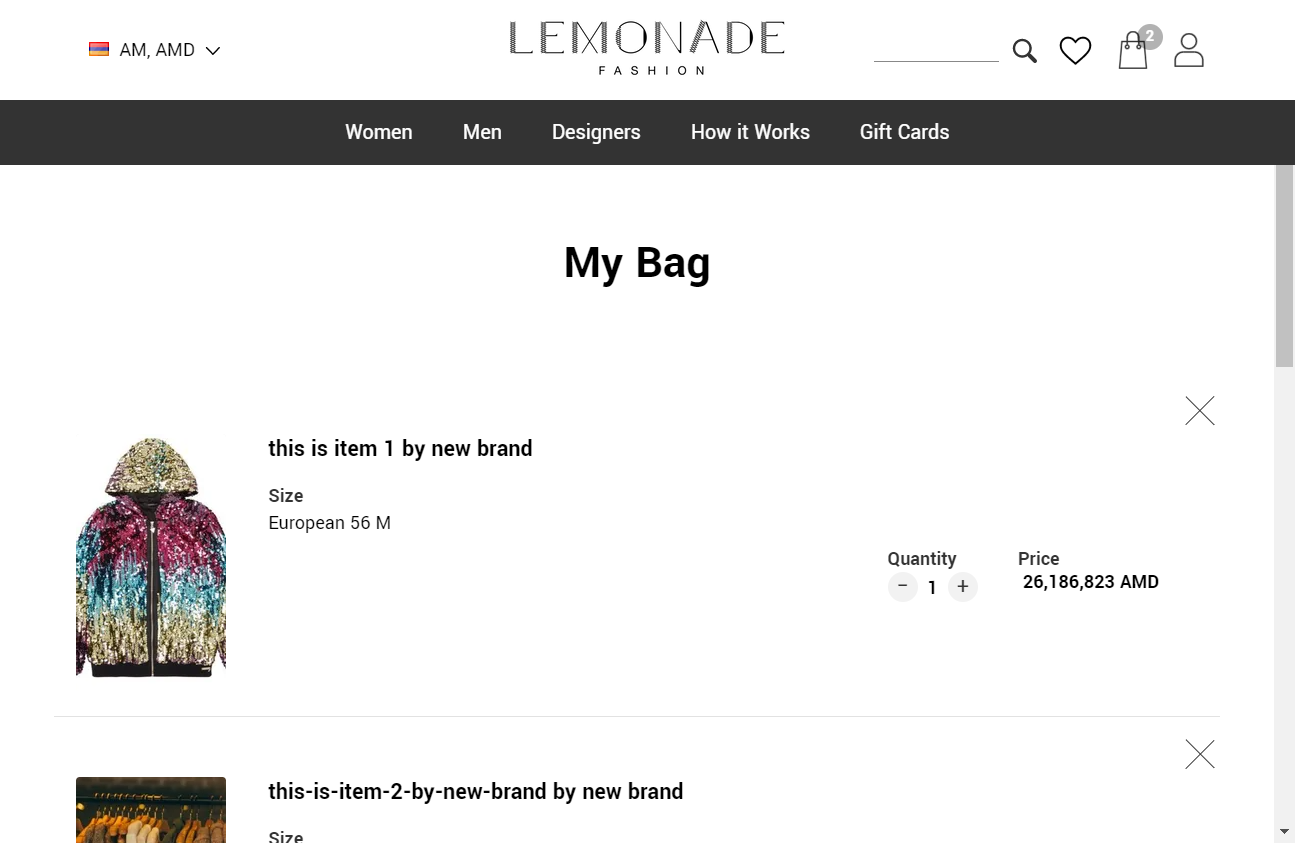 AM, AMD
LEMONADE
FASHION
2
Women Men Designers How it Works Gift Cards
My Bag
this is item 1 by new brand
Size
European 56 M
Quantity Price
− 1 + 26,186,823 AMD
this-is-item-2-by-new-brand by new brand
Size